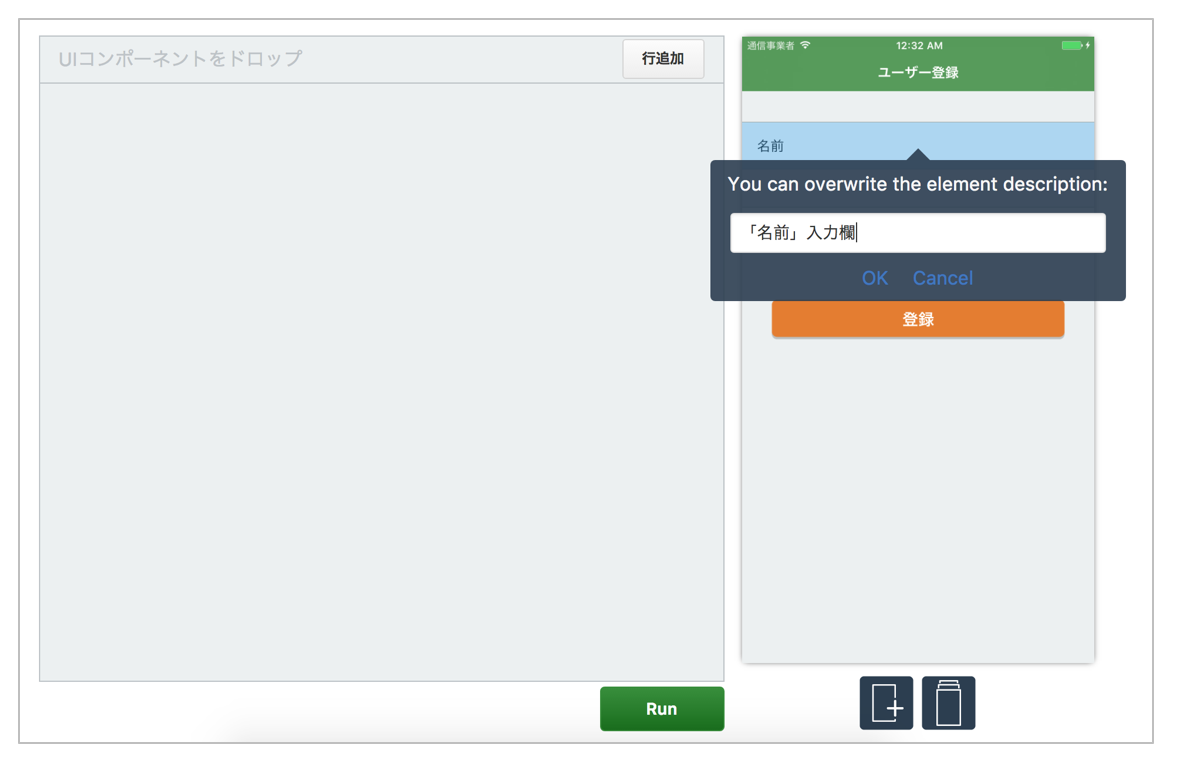 UIコンポーネントをドロップ
行追加
通信事業者 12:32 AM
ユーザー登録
名前
You can overwrite the element description:
「名前」入力欄
OK Cancel
登録
Run